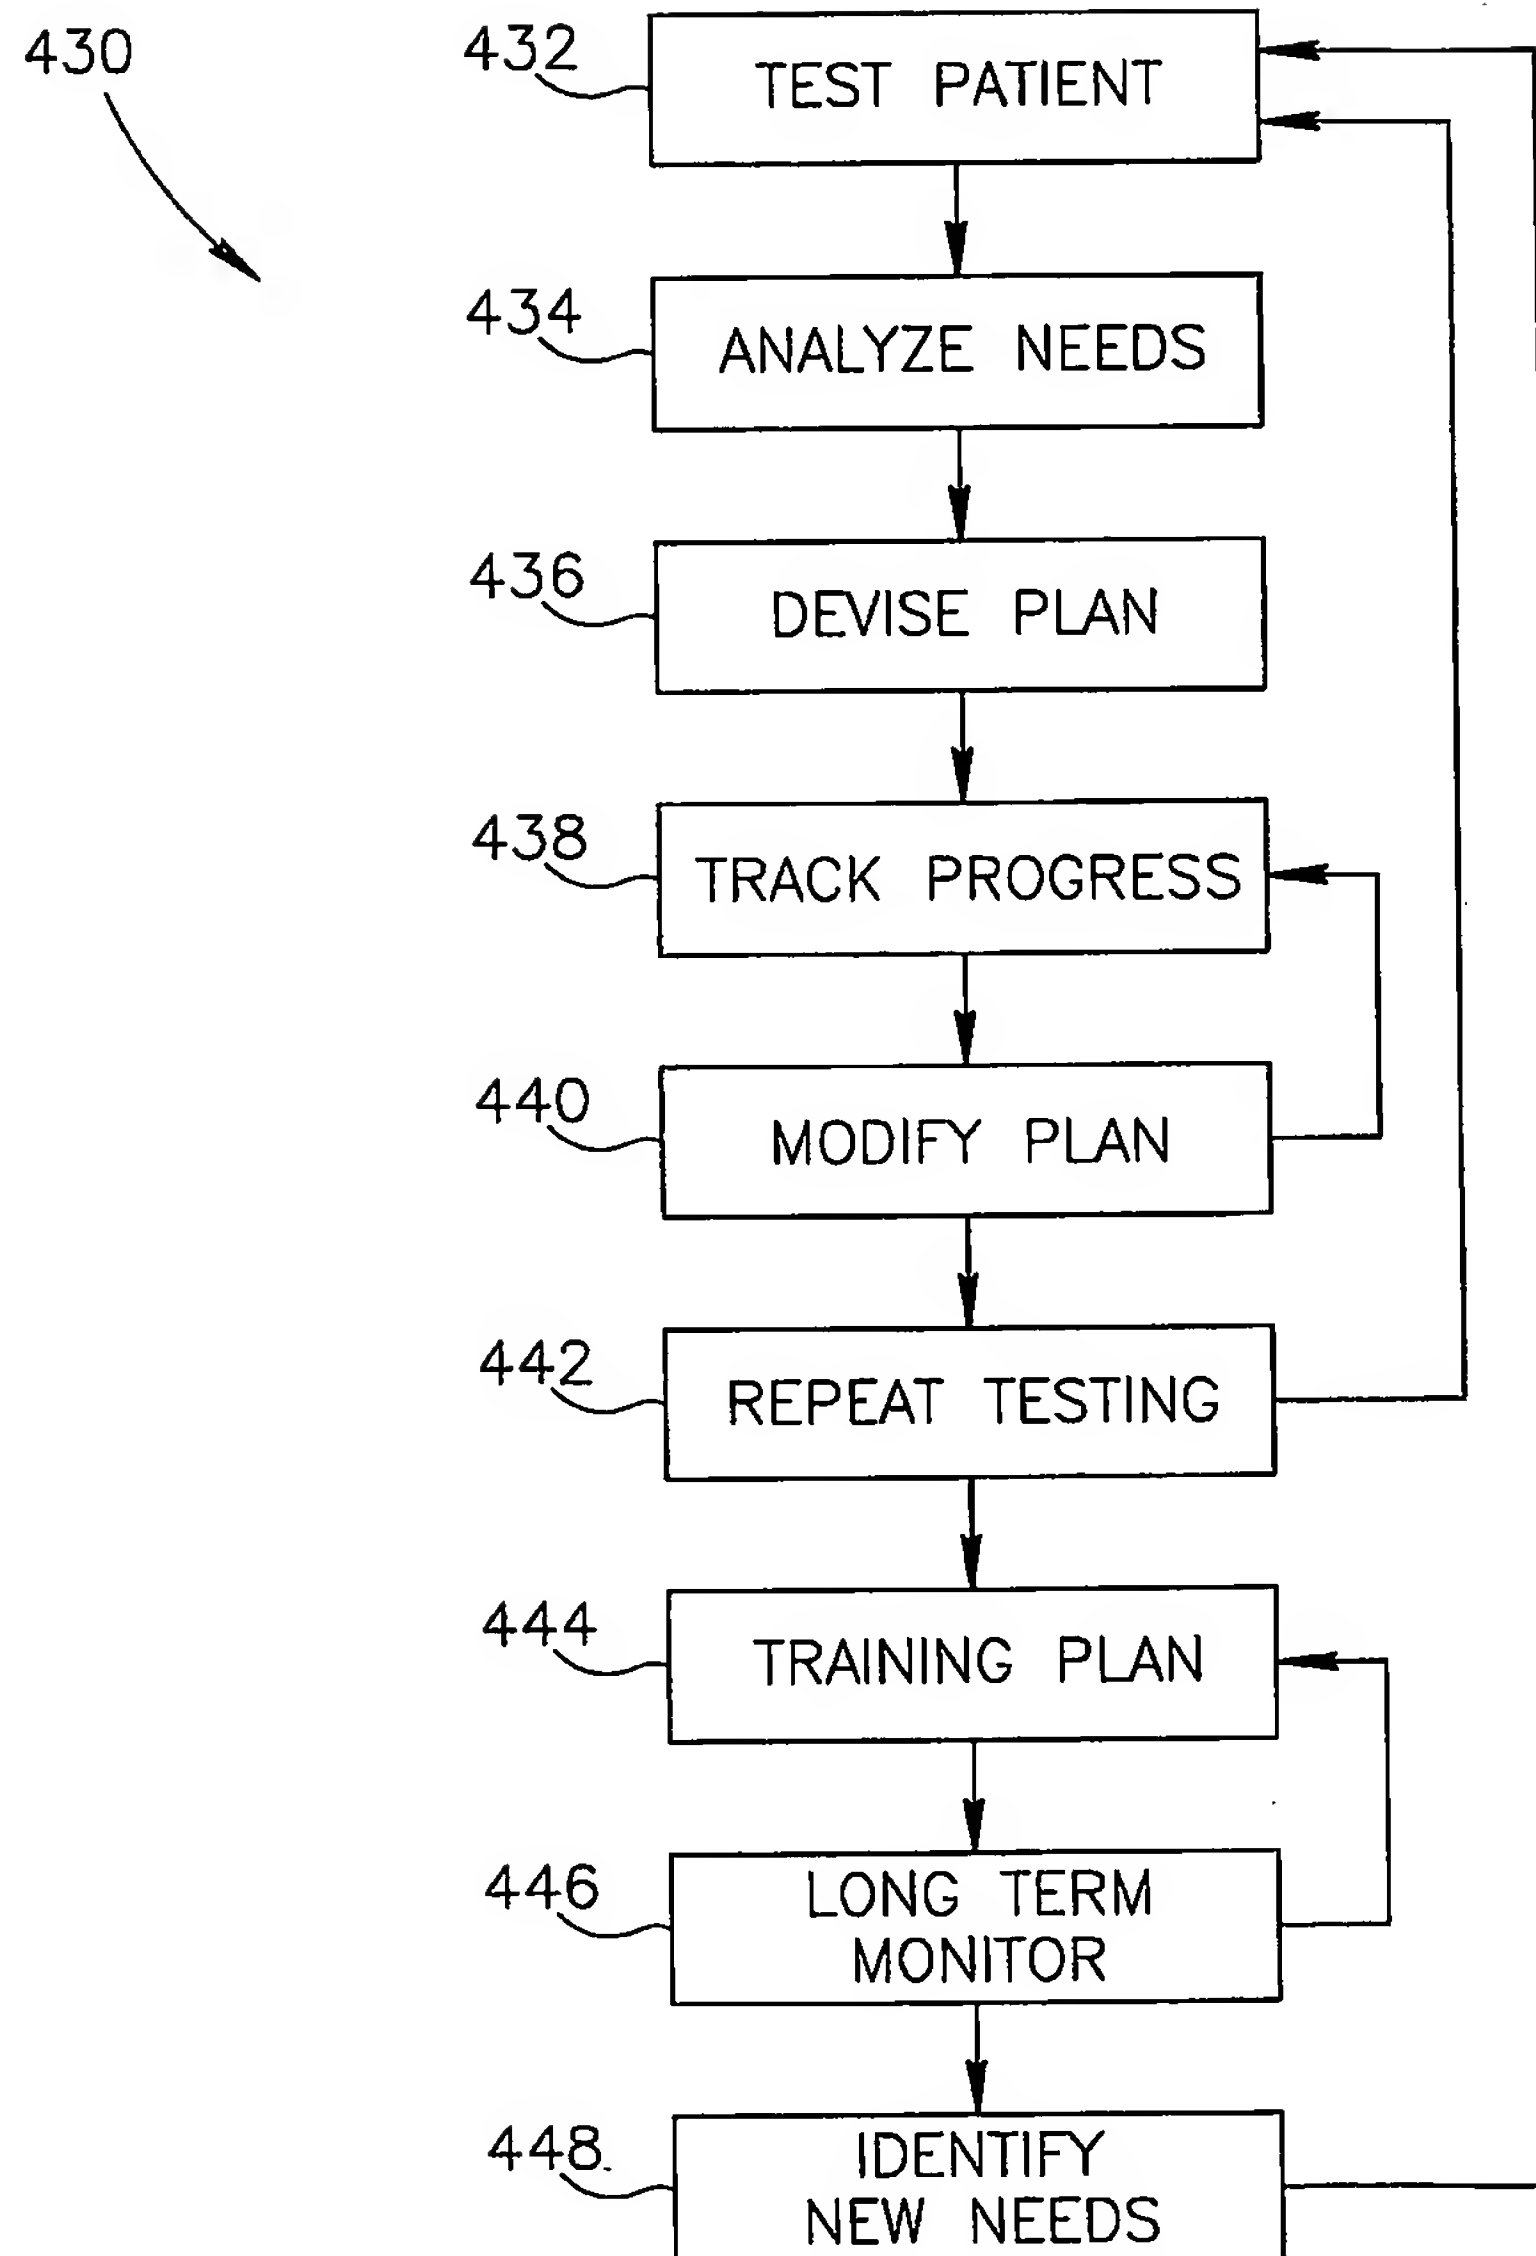 430
432
TEST PATIENT
434
ANALYZE NEEDS
436
DEVISE PLAN
438
TRACK PROGRESS
440
MODIFY PLAN
442
REPEAT TESTING
444
TRAINING PLAN
446
LONG TERM
MONITOR
448
IDENTIFY
NEW NEEDS